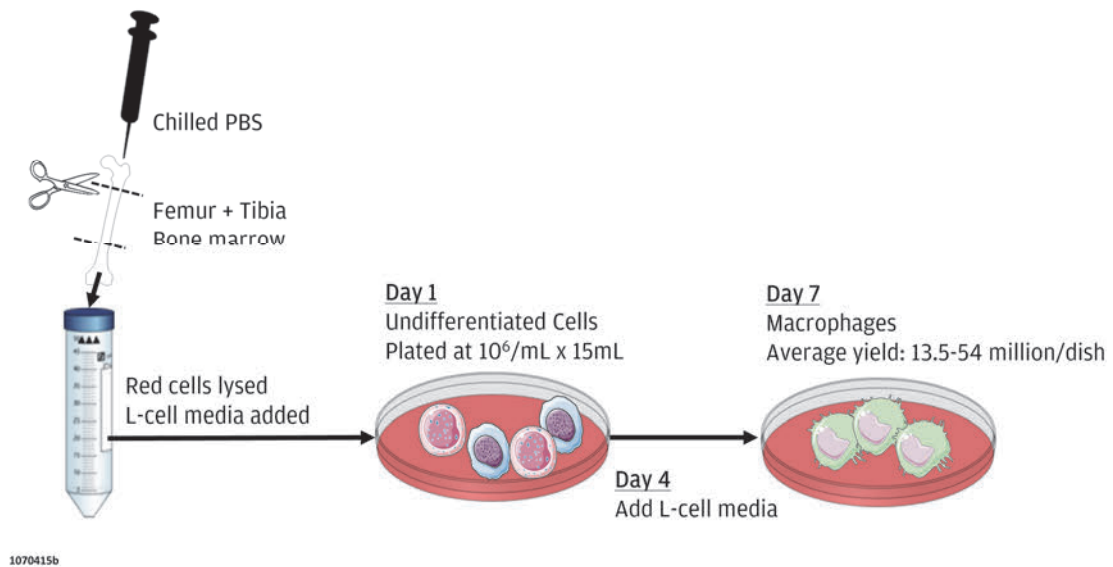 Chilled PBS
Femur + Tibia
Bone marrow
Red cells lysed
L-cell media added
Day 1
Undifferentiated Cells
Plated at 10⁶/mL x 15mL
Day 4
Add L-cell media
Day 7
Macrophages
Average yield: 13.5-54 million/dish
1070415b